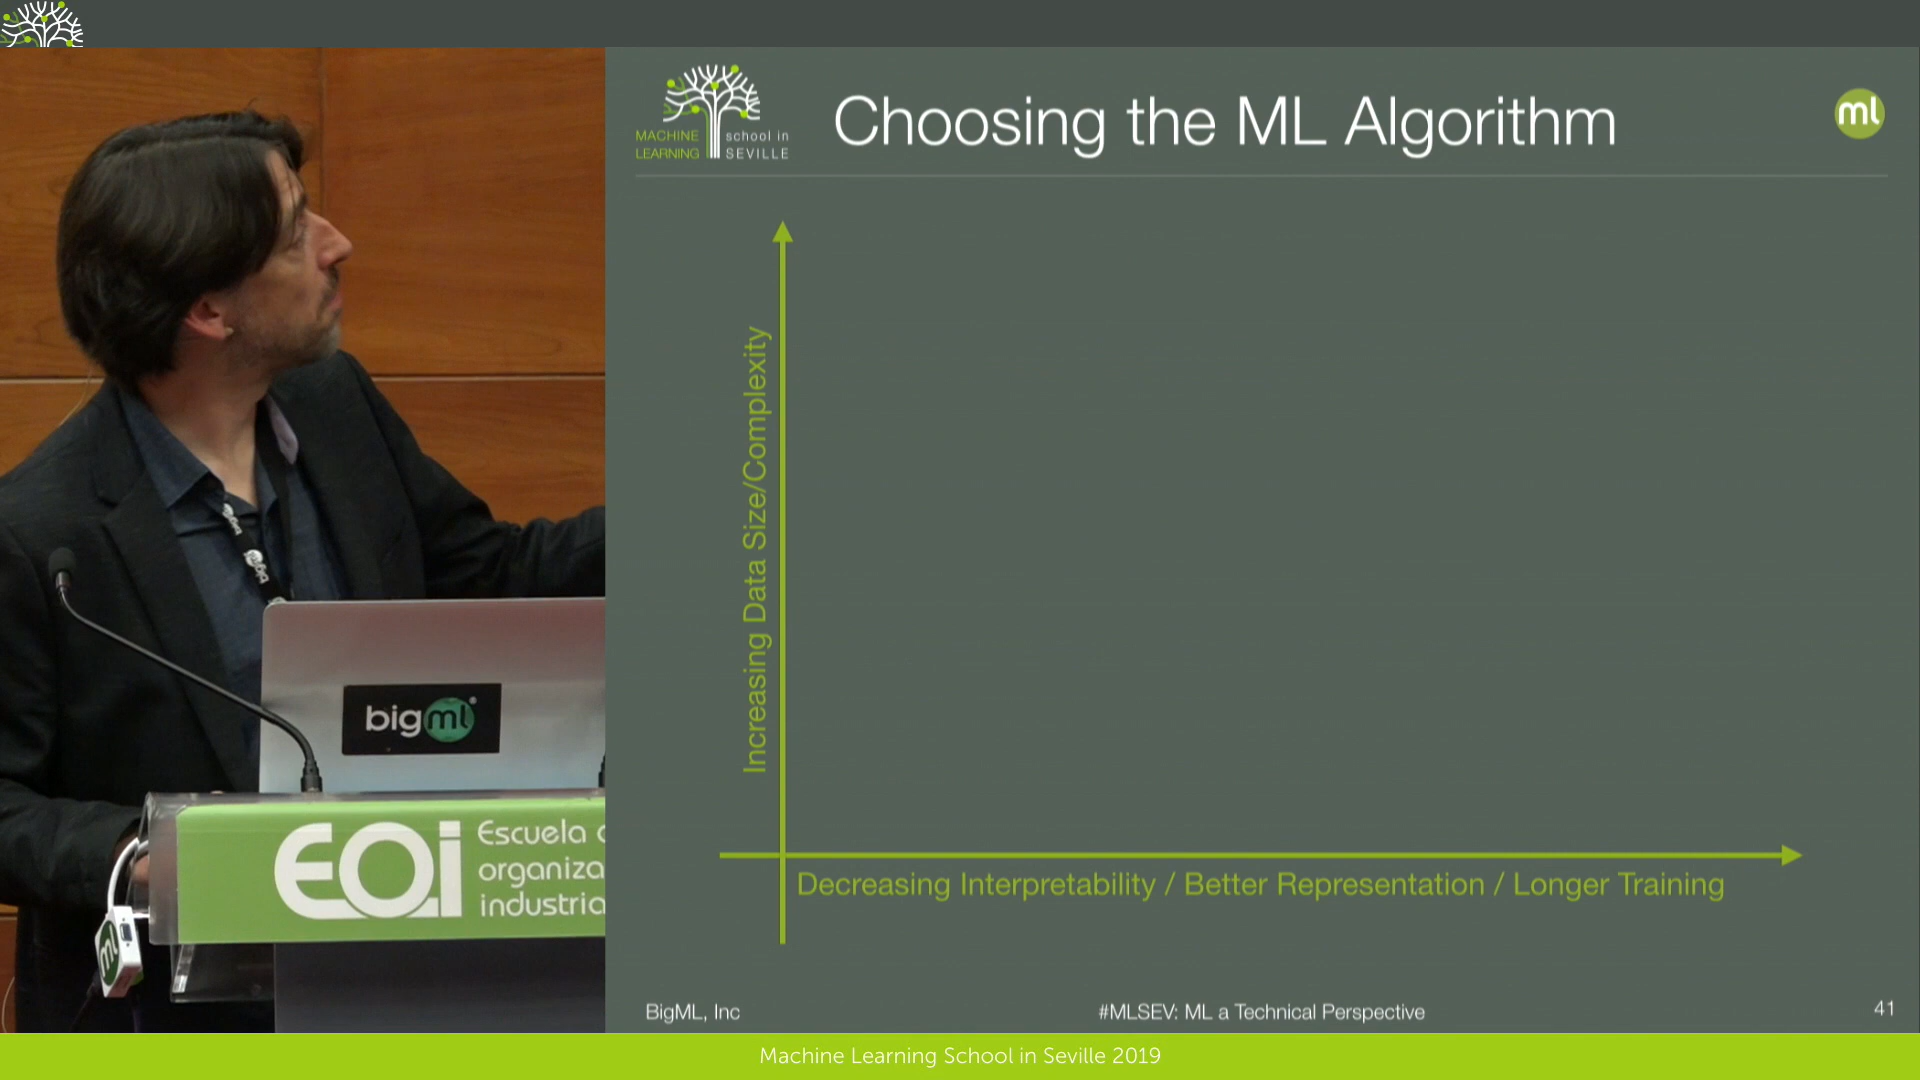 MACHINE
LEARNING
school in
SEVILLE
Choosing the ML Algorithm
ml
Increasing Data Size/Complexity
Decreasing Interpretability / Better Representation / Longer Training
BigML, Inc
#MLSEV: ML a Technical Perspective
41
bigml
bigml
EOi
Escuela
organiza
industria
ml
Machine Learning School in Seville 2019